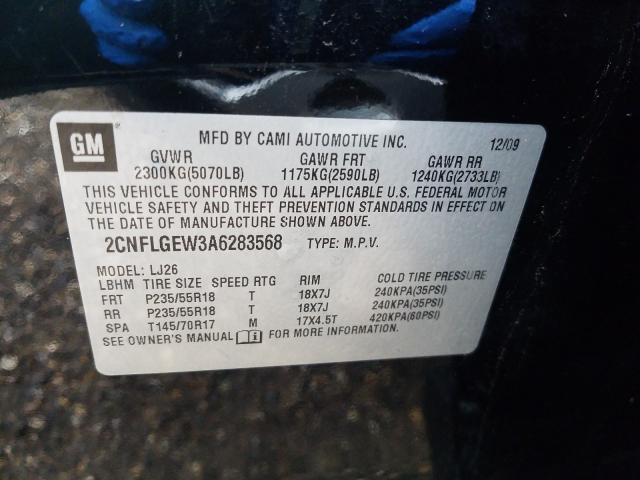 GM
MFD BY CAMI AUTOMOTIVE INC. 12/09
GVWR GAWR FRT GAWR RR
2300KG(5070LB) 1175KG(2590LB) 1240KG(2733LB)
THIS VEHICLE CONFORMS TO ALL APPLICABLE U.S. FEDERAL MOTOR
VEHICLE SAFETY AND THEFT PREVENTION STANDARDS IN EFFECT ON
THE DATE OF MANUFACTURE SHOWN ABOVE.
2CNFLGEW3A6283568 TYPE: M.P.V.
MODEL: LJ26
LBHM TIRE SIZE SPEED RTG RIM COLD TIRE PRESSURE
FRT P235/55R18 T 18X7J 240KPA(35PSI)
RR P235/55R18 T 18X7J 240KPA(35PSI)
SPA T145/70R17 M 17X4.5T 420KPA(60PSI)
SEE OWNER'S MANUAL FOR MORE INFORMATION.